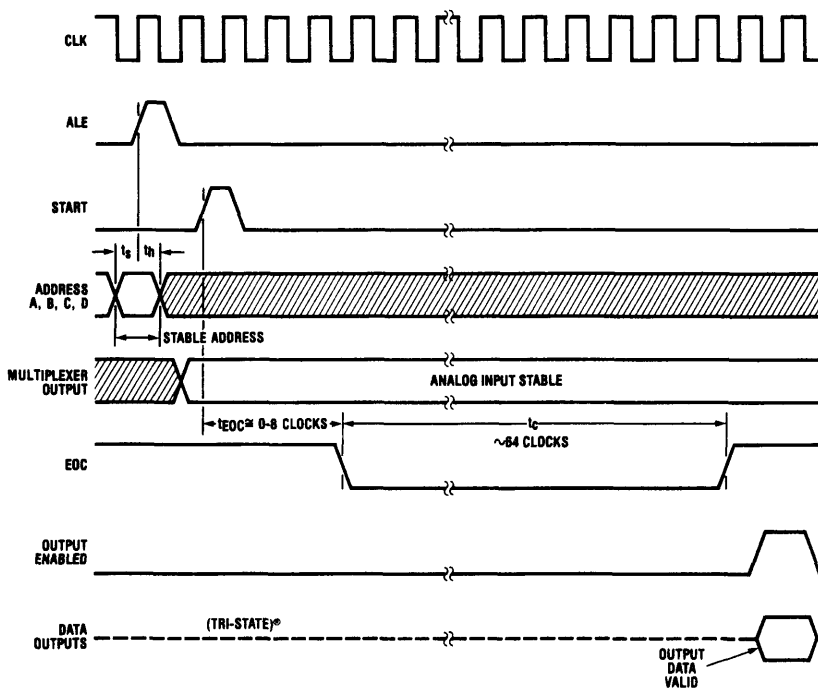 CLK
ALE
START
ts th
ADDRESS
A, B, C, D
STABLE ADDRESS
MULTIPLEXER
OUTPUT
ANALOG INPUT STABLE
tEOC≅ 0-8 CLOCKS
tc
~64 CLOCKS
EOC
OUTPUT
ENABLED
DATA
OUTPUTS
(TRI-STATE)®
OUTPUT
DATA
VALID